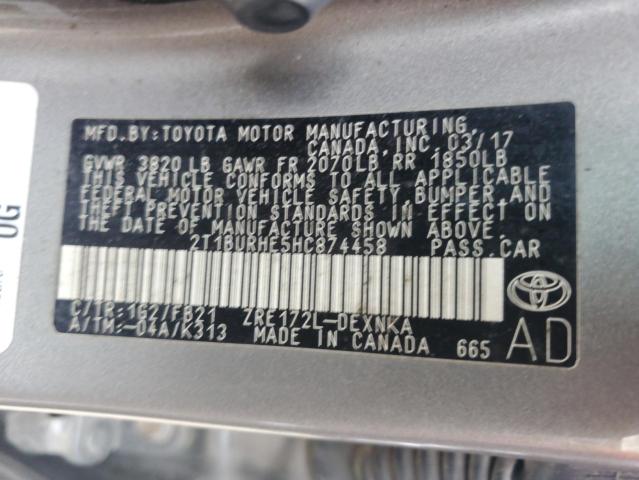 MFD.BY:TOYOTA MOTOR MANUFACTURING,
CANADA, INC. 03/17
GVWR 3820 LB GAWR FR 2070LB RR 1850LB
THIS VEHICLE CONFORMS TO ALL APPLICABLE
FEDERAL MOTOR VEHICLE SAFETY, BUMPER, AND
THEFT PREVENTION STANDARDS IN EFFECT ON
THE DATE OF MANUFACTURE SHOWN ABOVE.
2T1BURHE5HC874458 PASS.CAR
C/TR:1G2/FB21 ZRE172L-DEXNKA
A/TM:-04A/K313 MADE IN CANADA 665
AD
OG